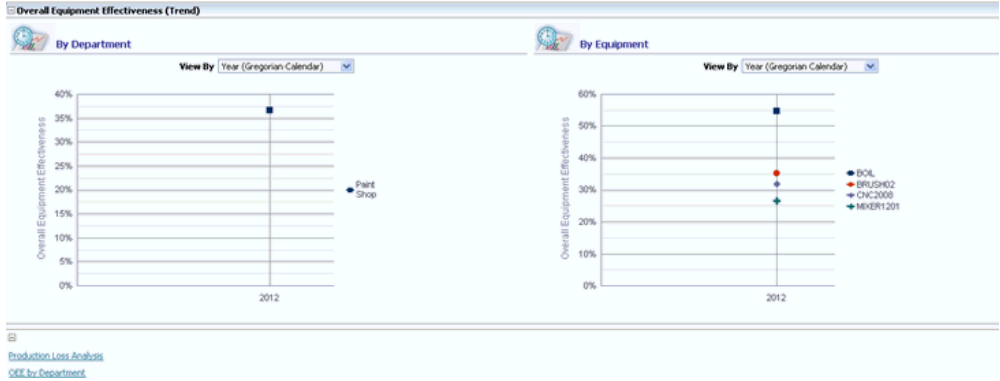 Overall Equipment Effectiveness (Trend)
By Department
View By Year (Gregorian Calendar)
40%
35%
30%
25%
20%
15%
10%
5%
0%
Overall Equipment Effectiveness
2012
Paint
Shop
By Equipment
View By Year (Gregorian Calendar)
60%
50%
40%
30%
20%
10%
0%
Overall Equipment Effectiveness
2012
BOIL
BRUSH02
CNC2008
MIXER1201
Production Loss Analysis
OEE by Department